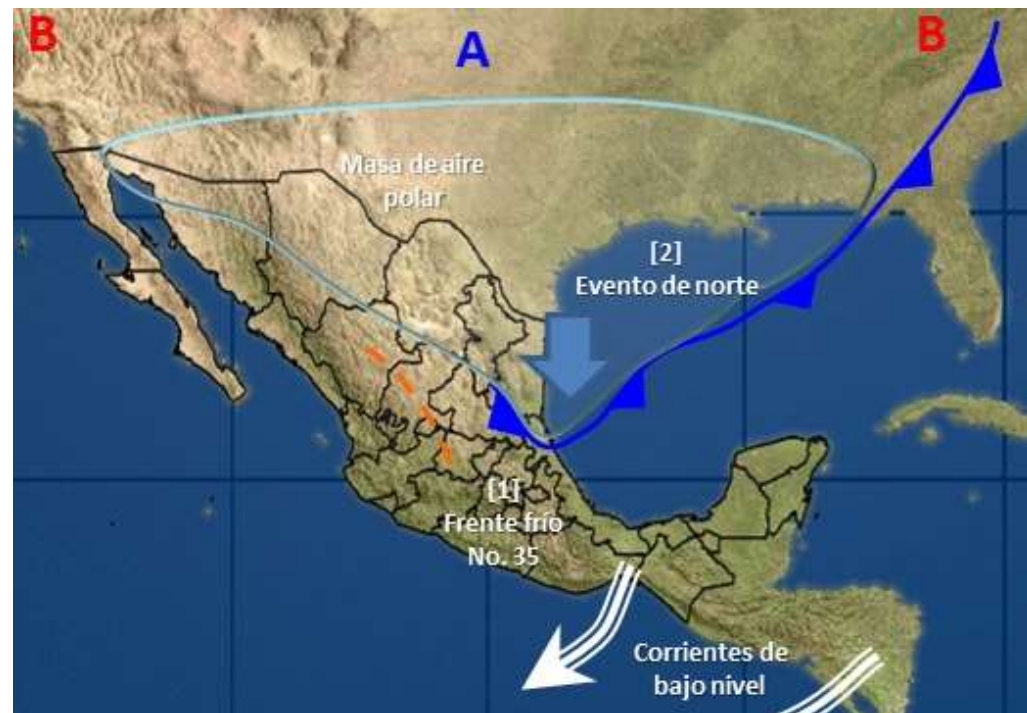 B
A
B
Masa de aire
polar
[2]
Evento de norte
[1]
Frente frío
No. 35
Corrientes de
bajo nivel